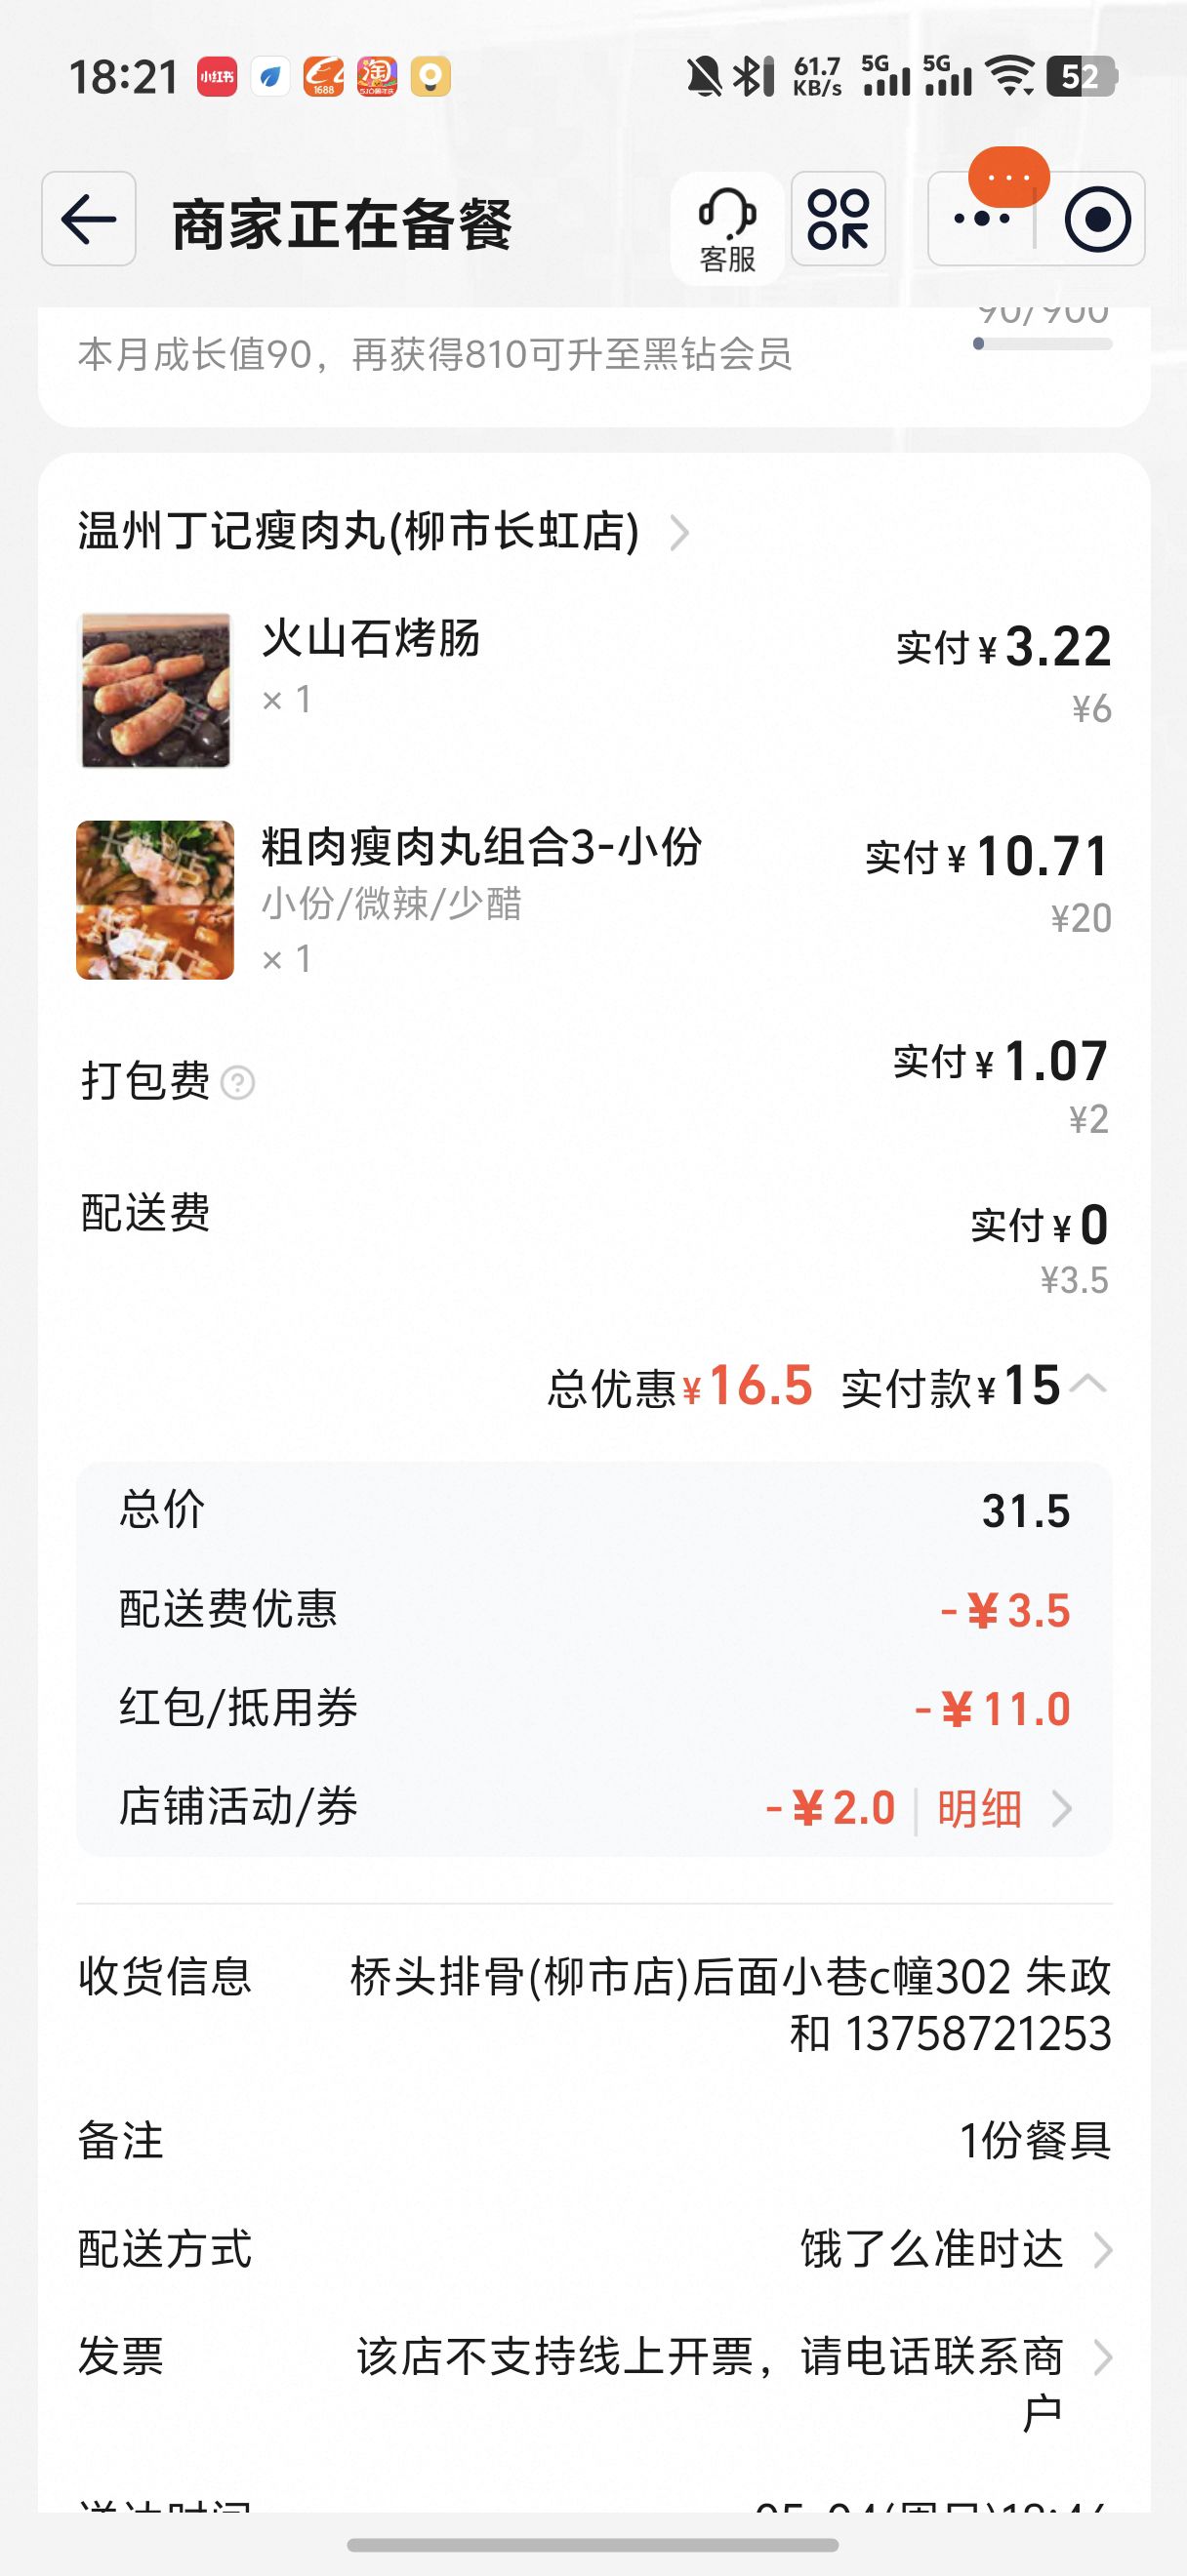 18:21
小红书
1688
淘
61.7
KB/s
5G
5G
52
商家正在备餐
客服
90/900
本月成长值90，再获得810可升至黑钻会员
温州丁记瘦肉丸(柳市长虹店)
火山石烤肠
实付¥3.22
× 1
¥6
粗肉瘦肉丸组合3-小份
实付¥10.71
小份/微辣/少醋
¥20
× 1
打包费
实付¥1.07
¥2
配送费
实付¥0
¥3.5
总优惠¥16.5 实付款¥15
总价 31.5
配送费优惠 -¥3.5
红包/抵用券 -¥11.0
店铺活动/券 -¥2.0 | 明细
收货信息 桥头排骨(柳市店)后面小巷c幢302 朱政
和 13758721253
备注 1份餐具
配送方式 饿了么准时达
发票 该店不支持线上开票，请电话联系商
户